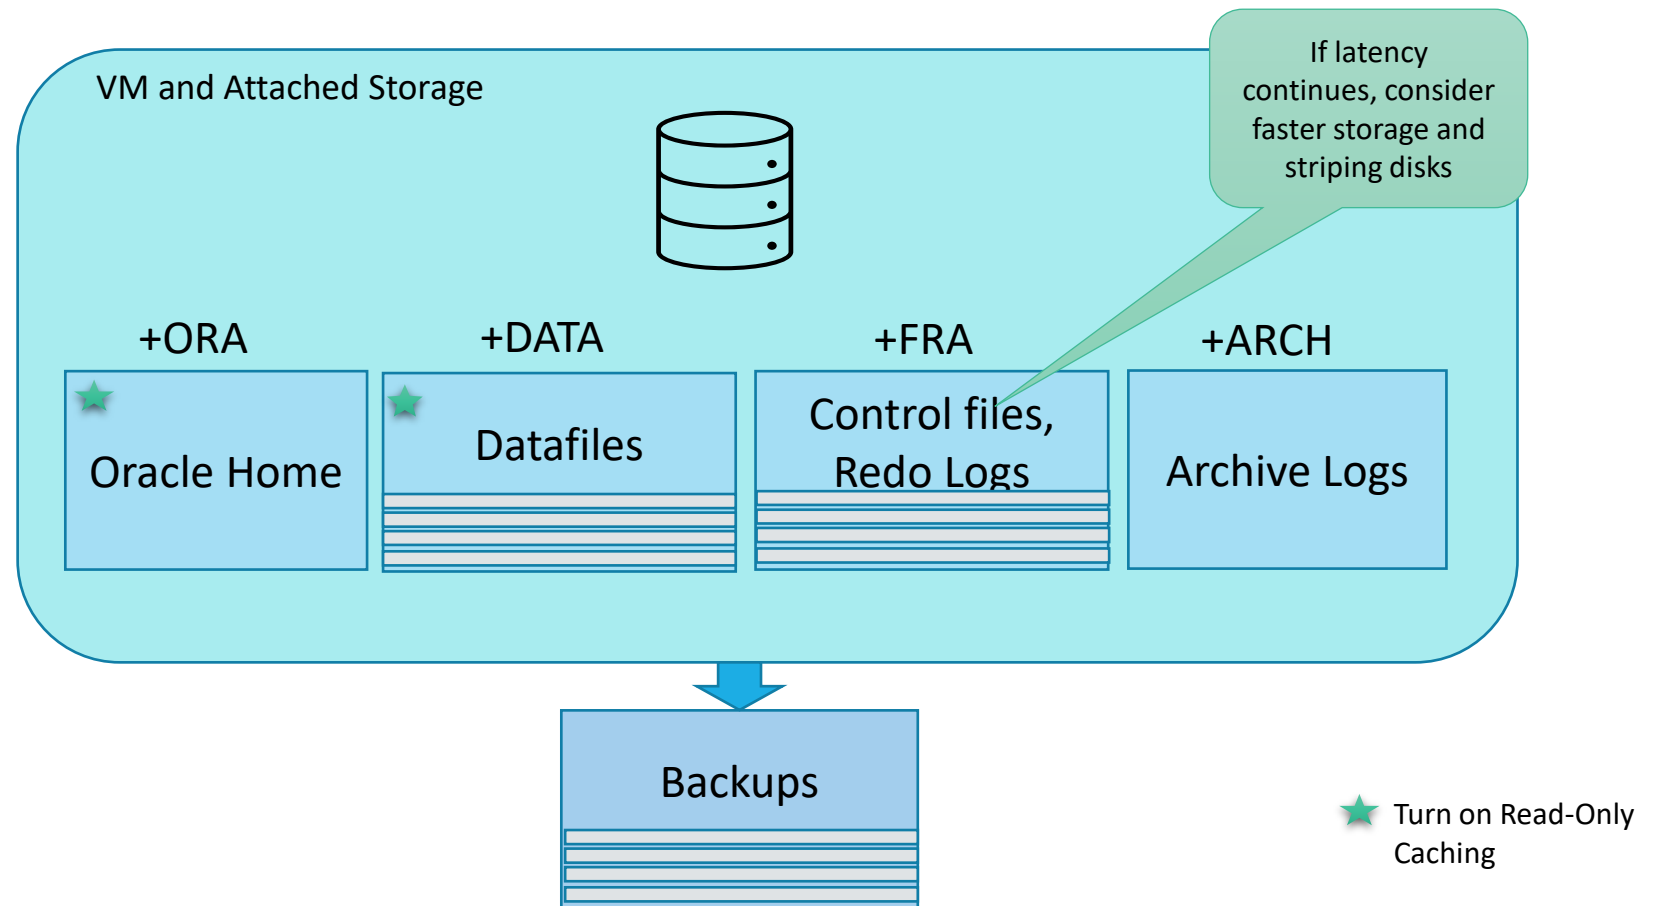 VM and Attached Storage
If latency
continues, consider
faster storage and
striping disks
+ORA
+DATA
+FRA
+ARCH
Oracle Home
Datafiles
Control files,
Redo Logs
Archive Logs
Backups
Turn on Read-Only
Caching